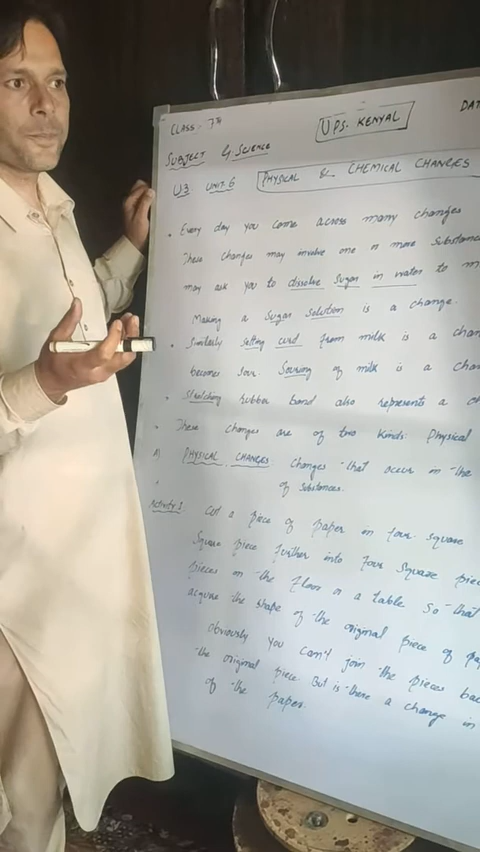 CLASS:- 7TH
UPS. KENYAL
DAT
SUBJECT G. SCIENCE
U3 UNIT-6 PHYSICAL & CHEMICAL CHANGES
• Every day you come across many changes
These changes may involve one or more substanc
may ask you to dissolve sugar in water to m
Making a sugar solution is a change.
• Similarly setting curd from milk is a chan
becomes sour. Souring of milk is a cha
• Stretching rubber band also represents a c
• These changes are of two kinds: Physical
A) PHYSICAL CHANGES: Changes that occur in the
of substances.
Activity:1 Cut a piece of paper in four square
square piece further into four square piec
pieces on the floor or a table so that
acquire the shape of the original piece of pa
Obviously you can't join the pieces bac
the original piece. But is there a change in
of the paper.